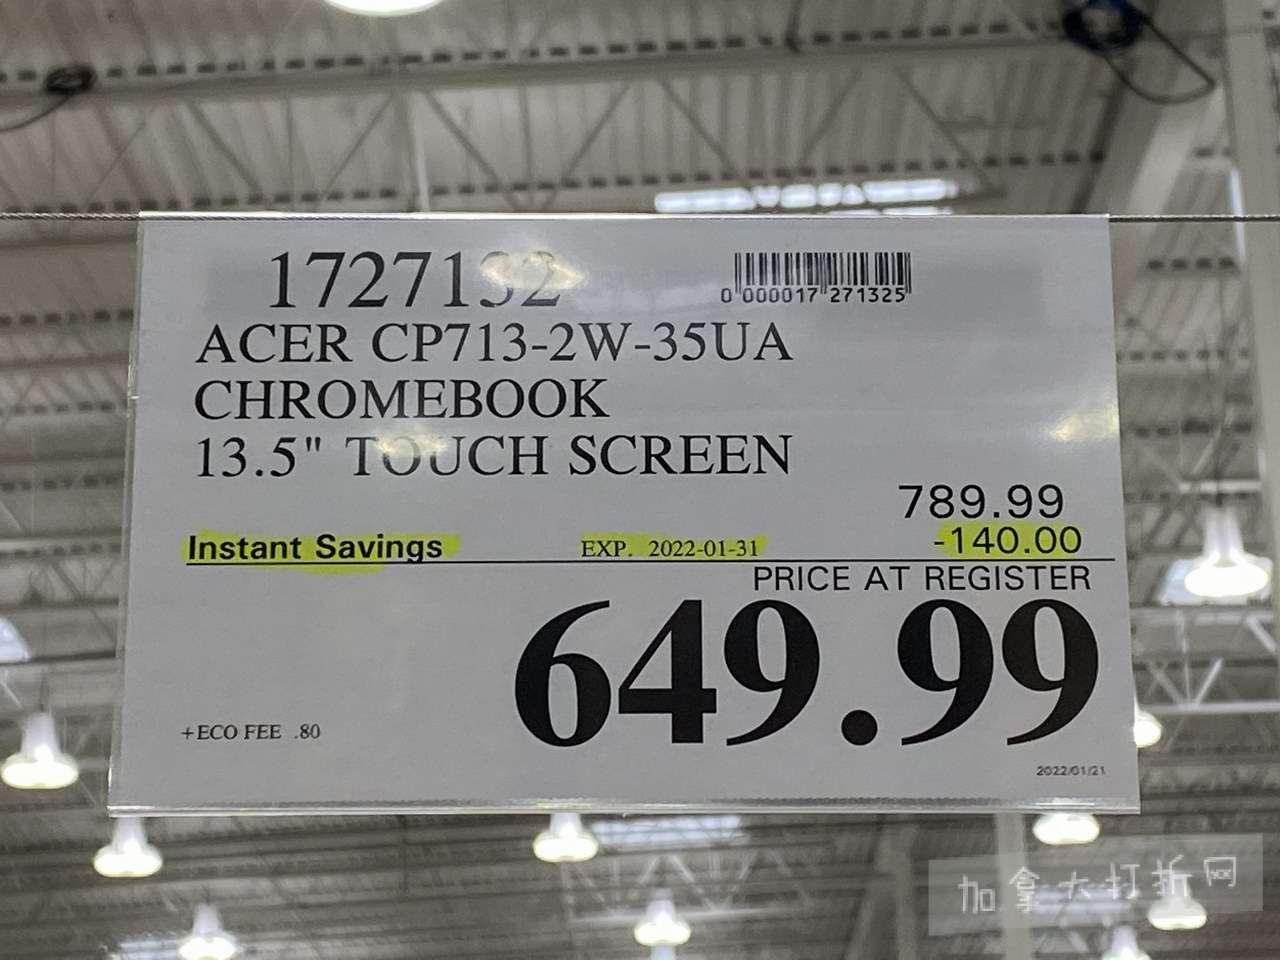 1727132
0 000017 271325
ACER CP713-2W-35UA
CHROMEBOOK
13.5" TOUCH SCREEN
789.99
Instant Savings EXP. 2022-01-31 -140.00
PRICE AT REGISTER
649.99
+ECO FEE .80
2022/01/21
加拿大打折网